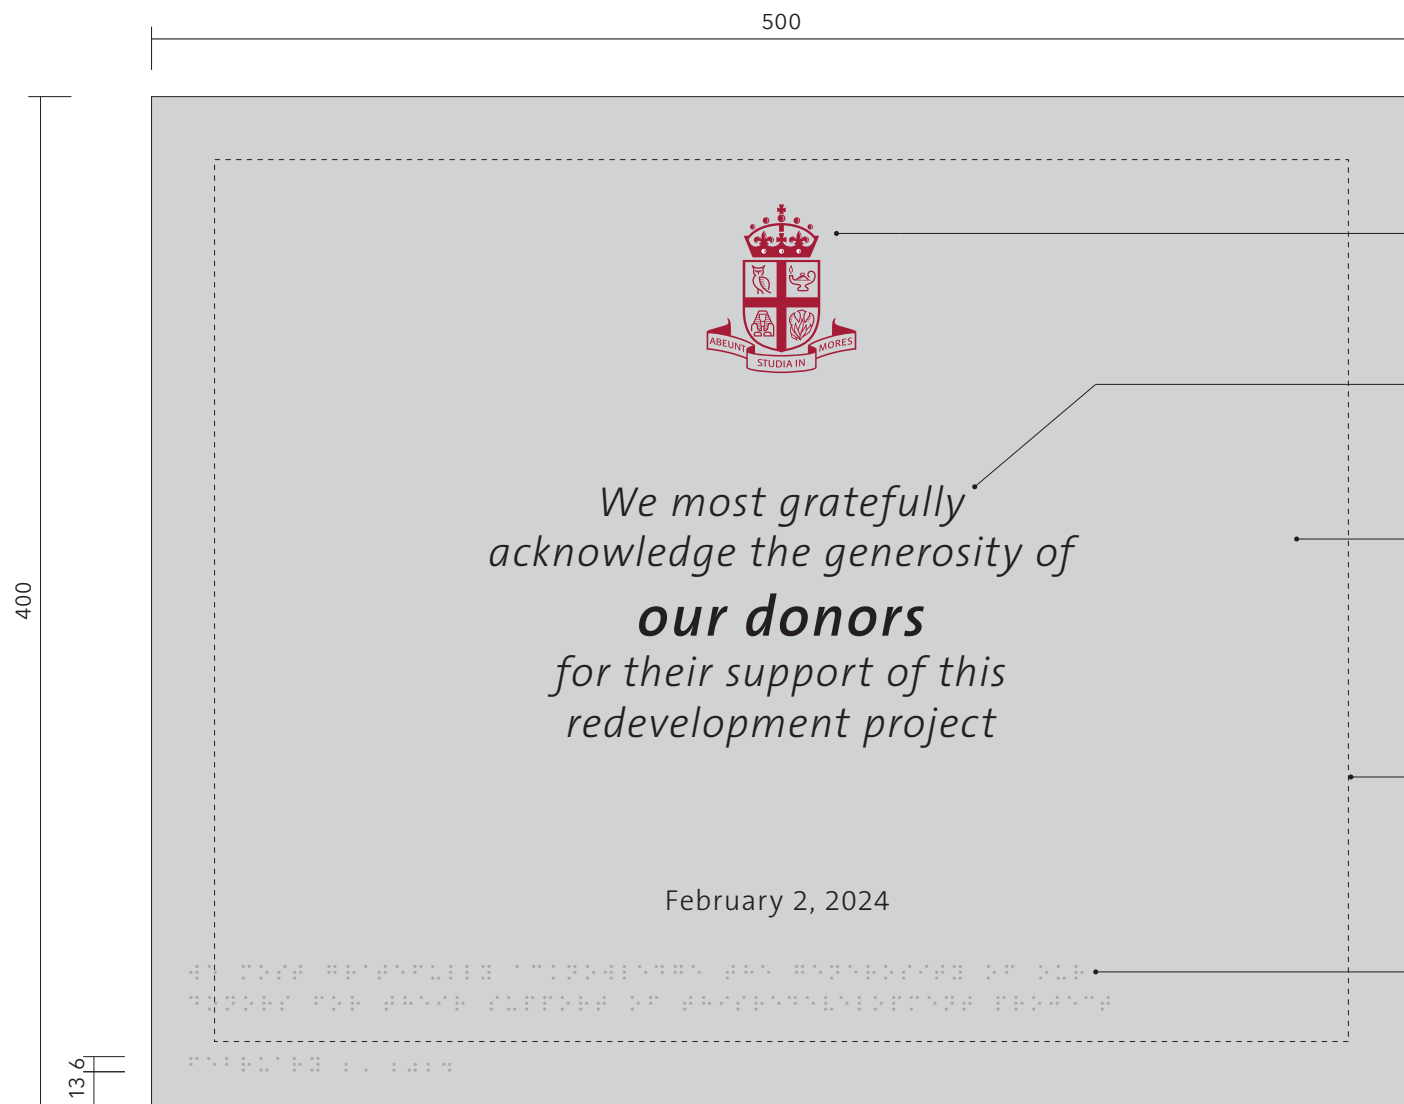 500
400
ABEUNT STUDIA IN MORES
We most gratefully
acknowledge the generosity of
our donors
for their support of this
redevelopment project
February 2, 2024
6
13